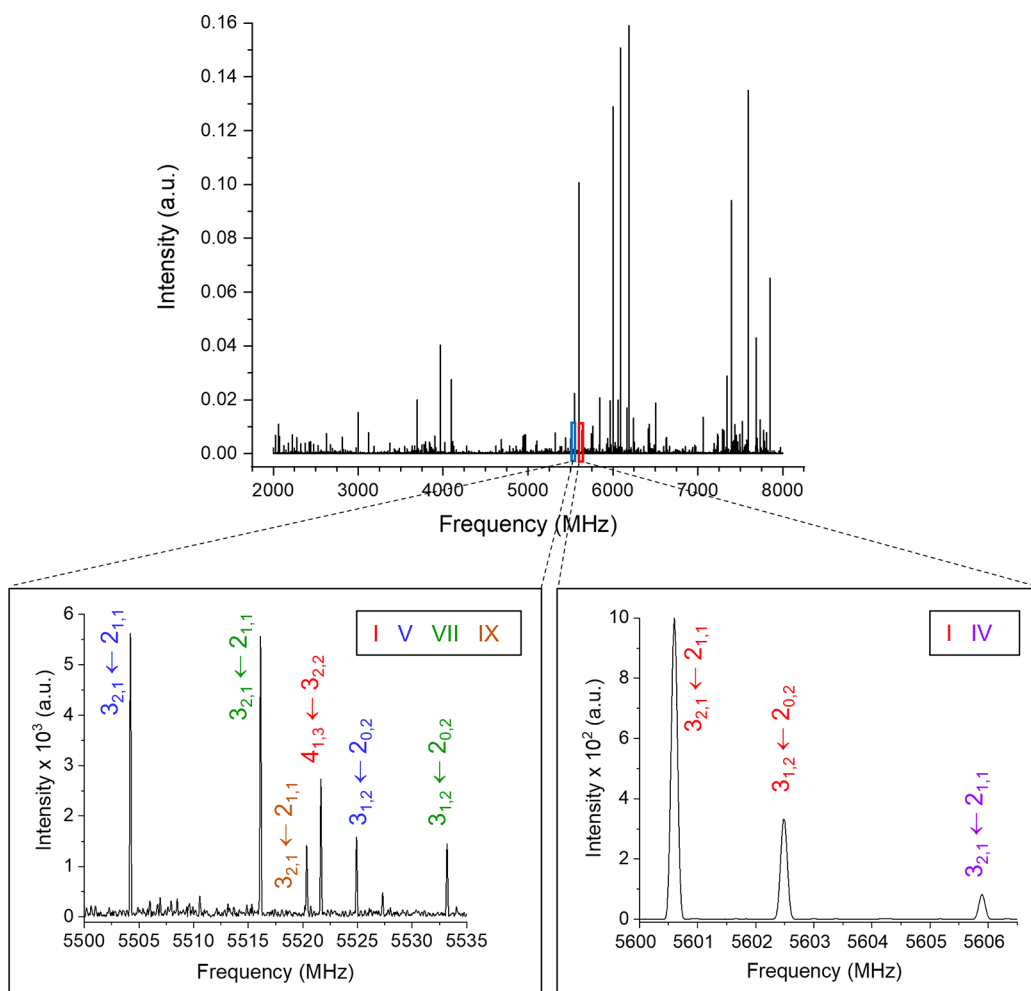 0.16
0.14
0.12
0.10
0.08
0.06
0.04
0.02
0.00
Intensity (a.u.)
2000 3000 4000 5000 6000 7000 8000
Frequency (MHz)
6
5
4
3
2
1
0
Intensity x 10³ (a.u.)
I V VII IX
3₂,₁ ← 2₁,₁
3₂,₁ ← 2₁,₁
3₂,₁ ← 2₁,₁
4₁,₃ ← 3₂,₂
3₁,₂ ← 2₀,₂
3₁,₂ ← 2₀,₂
5500 5505 5510 5515 5520 5525 5530 5535
Frequency (MHz)
10
8
6
4
2
0
Intensity x 10² (a.u.)
I IV
3₂,₁ ← 2₁,₁
3₁,₂ ← 2₀,₂
3₂,₁ ← 2₁,₁
5600 5601 5602 5603 5604 5605 5606
Frequency (MHz)